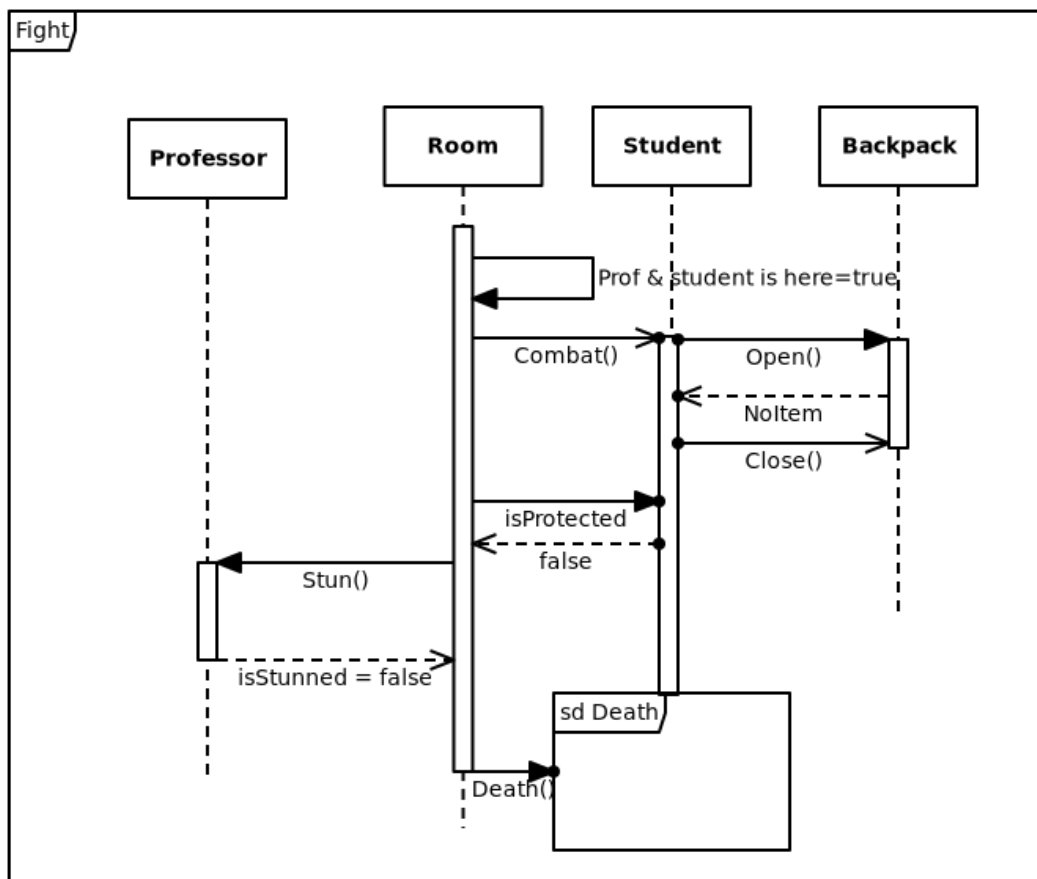 Fight
Professor
Room
Student
Backpack
Prof & student is here=true
Combat()
Open()
NoItem
Close()
isProtected
false
Stun()
isStunned = false
sd Death
Death()